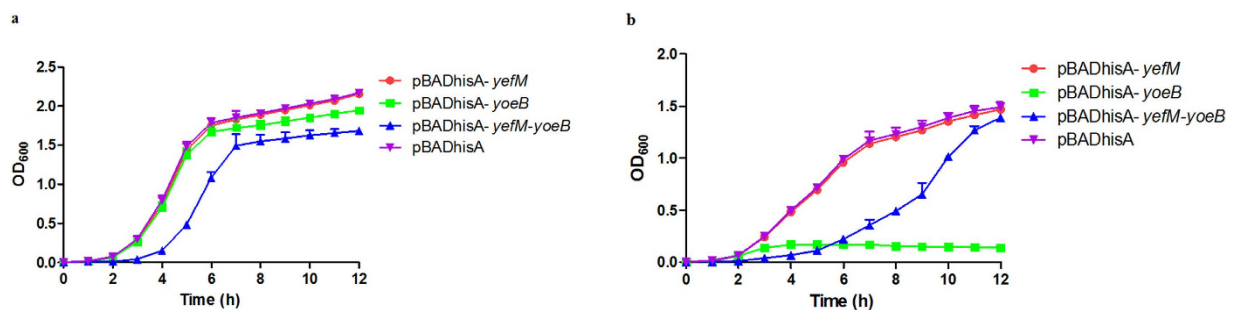 a
2.5
2.0
1.5
1.0
0.5
0.0
OD600
0 2 4 6 8 10 12
Time (h)
pBADhisA- yefM
pBADhisA- yoeB
pBADhisA- yefM-yoeB
pBADhisA
b
2.0
1.5
1.0
0.5
0.0
OD600
0 2 4 6 8 10 12
Time (h)
pBADhisA- yefM
pBADhisA- yoeB
pBADhisA- yefM-yoeB
pBADhisA